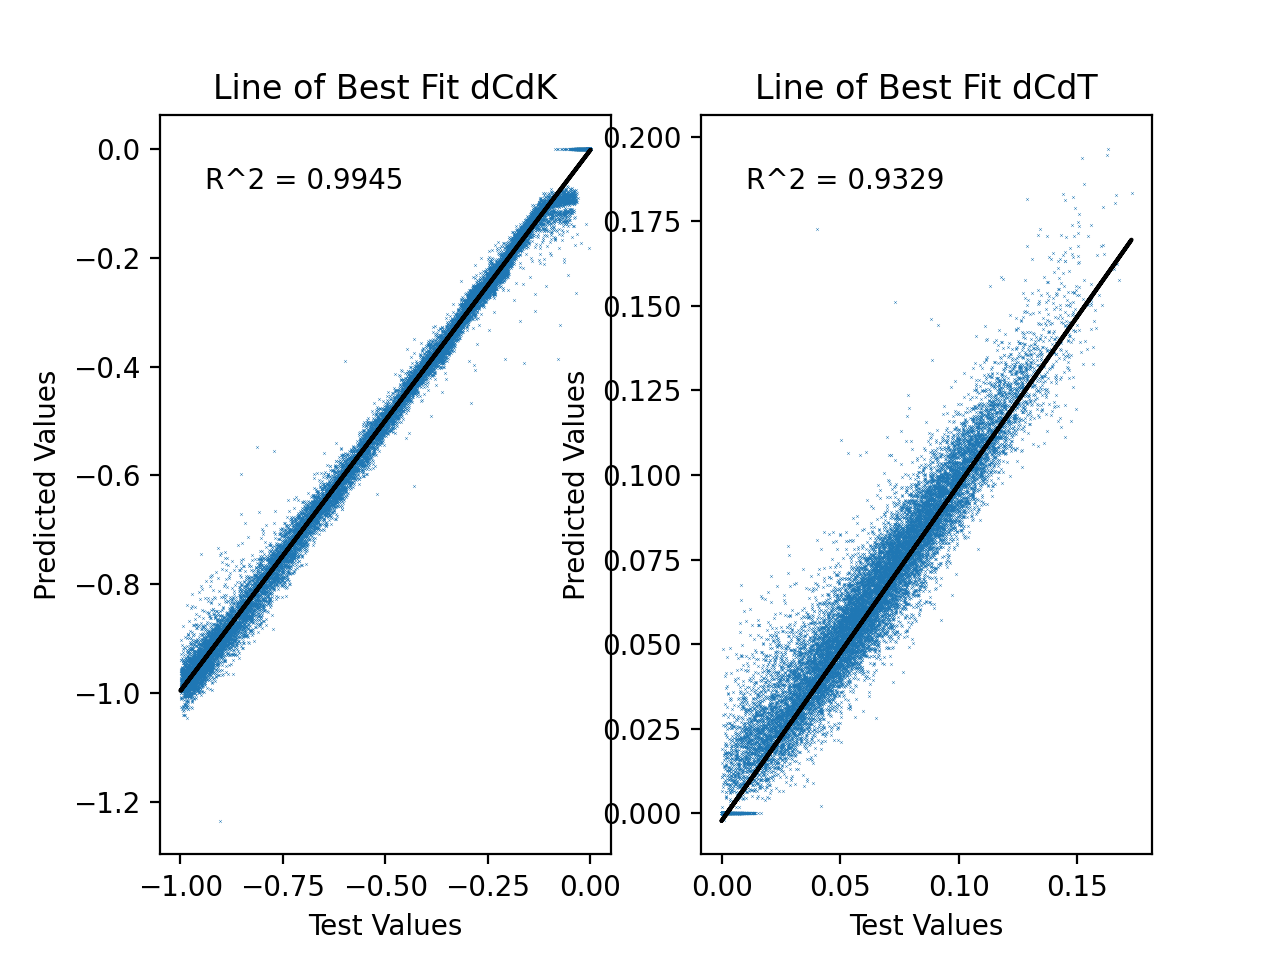 Line of Best Fit dCdK
R^2 = 0.9945
Predicted Values
0.0
−0.2
−0.4
−0.6
−0.8
−1.0
−1.2
−1.00 −0.75 −0.50 −0.25 0.00
Test Values
Line of Best Fit dCdT
R^2 = 0.9329
Predicted Values
0.200
0.175
0.150
0.125
0.100
0.075
0.050
0.025
0.000
0.00 0.05 0.10 0.15
Test Values